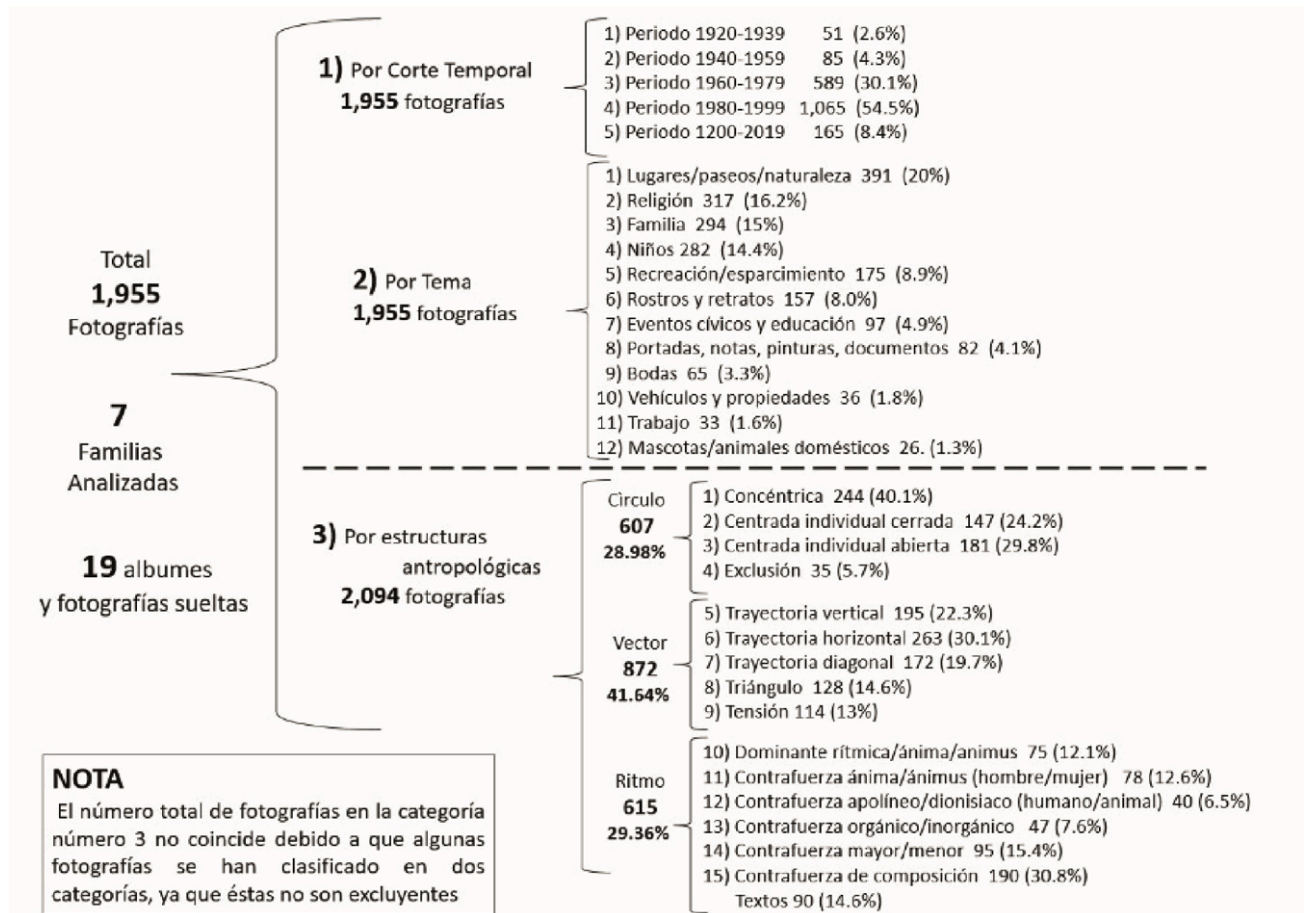 Total
1,955
Fotografías
7
Familias
Analizadas
19 albumes
y fotografías sueltas
1) Por Corte Temporal
1,955 fotografías
1) Periodo 1920-1939 51 (2.6%)
2) Periodo 1940-1959 85 (4.3%)
3) Periodo 1960-1979 589 (30.1%)
4) Periodo 1980-1999 1,065 (54.5%)
5) Periodo 1200-2019 165 (8.4%)
2) Por Tema
1,955 fotografías
1) Lugares/paseos/naturaleza 391 (20%)
2) Religión 317 (16.2%)
3) Familia 294 (15%)
4) Niños 282 (14.4%)
5) Recreación/esparcimiento 175 (8.9%)
6) Rostros y retratos 157 (8.0%)
7) Eventos cívicos y educación 97 (4.9%)
8) Portadas, notas, pinturas, documentos 82 (4.1%)
9) Bodas 65 (3.3%)
10) Vehículos y propiedades 36 (1.8%)
11) Trabajo 33 (1.6%)
12) Mascotas/animales domésticos 26. (1.3%)
3) Por estructuras
antropológicas
2,094 fotografías
Circulo
607
28.98%
1) Concéntrica 244 (40.1%)
2) Centrada individual cerrada 147 (24.2%)
3) Centrada individual abierta 181 (29.8%)
4) Exclusión 35 (5.7%)
Vector
872
41.64%
5) Trayectoria vertical 195 (22.3%)
6) Trayectoria horizontal 263 (30.1%)
7) Trayectoria diagonal 172 (19.7%)
8) Triángulo 128 (14.6%)
9) Tensión 114 (13%)
Ritmo
615
29.36%
10) Dominante rítmica/ánima/animus 75 (12.1%)
11) Contrafuerza ánima/ánimus (hombre/mujer) 78 (12.6%)
12) Contrafuerza apolíneo/dionisiaco (humano/animal) 40 (6.5%)
13) Contrafuerza orgánico/inorgánico 47 (7.6%)
14) Contrafuerza mayor/menor 95 (15.4%)
15) Contrafuerza de composición 190 (30.8%)
Textos 90 (14.6%)
NOTA
El número total de fotografías en la categoría
número 3 no coincide debido a que algunas
fotografías se han clasificado en dos
categorías, ya que éstas no son excluyentes